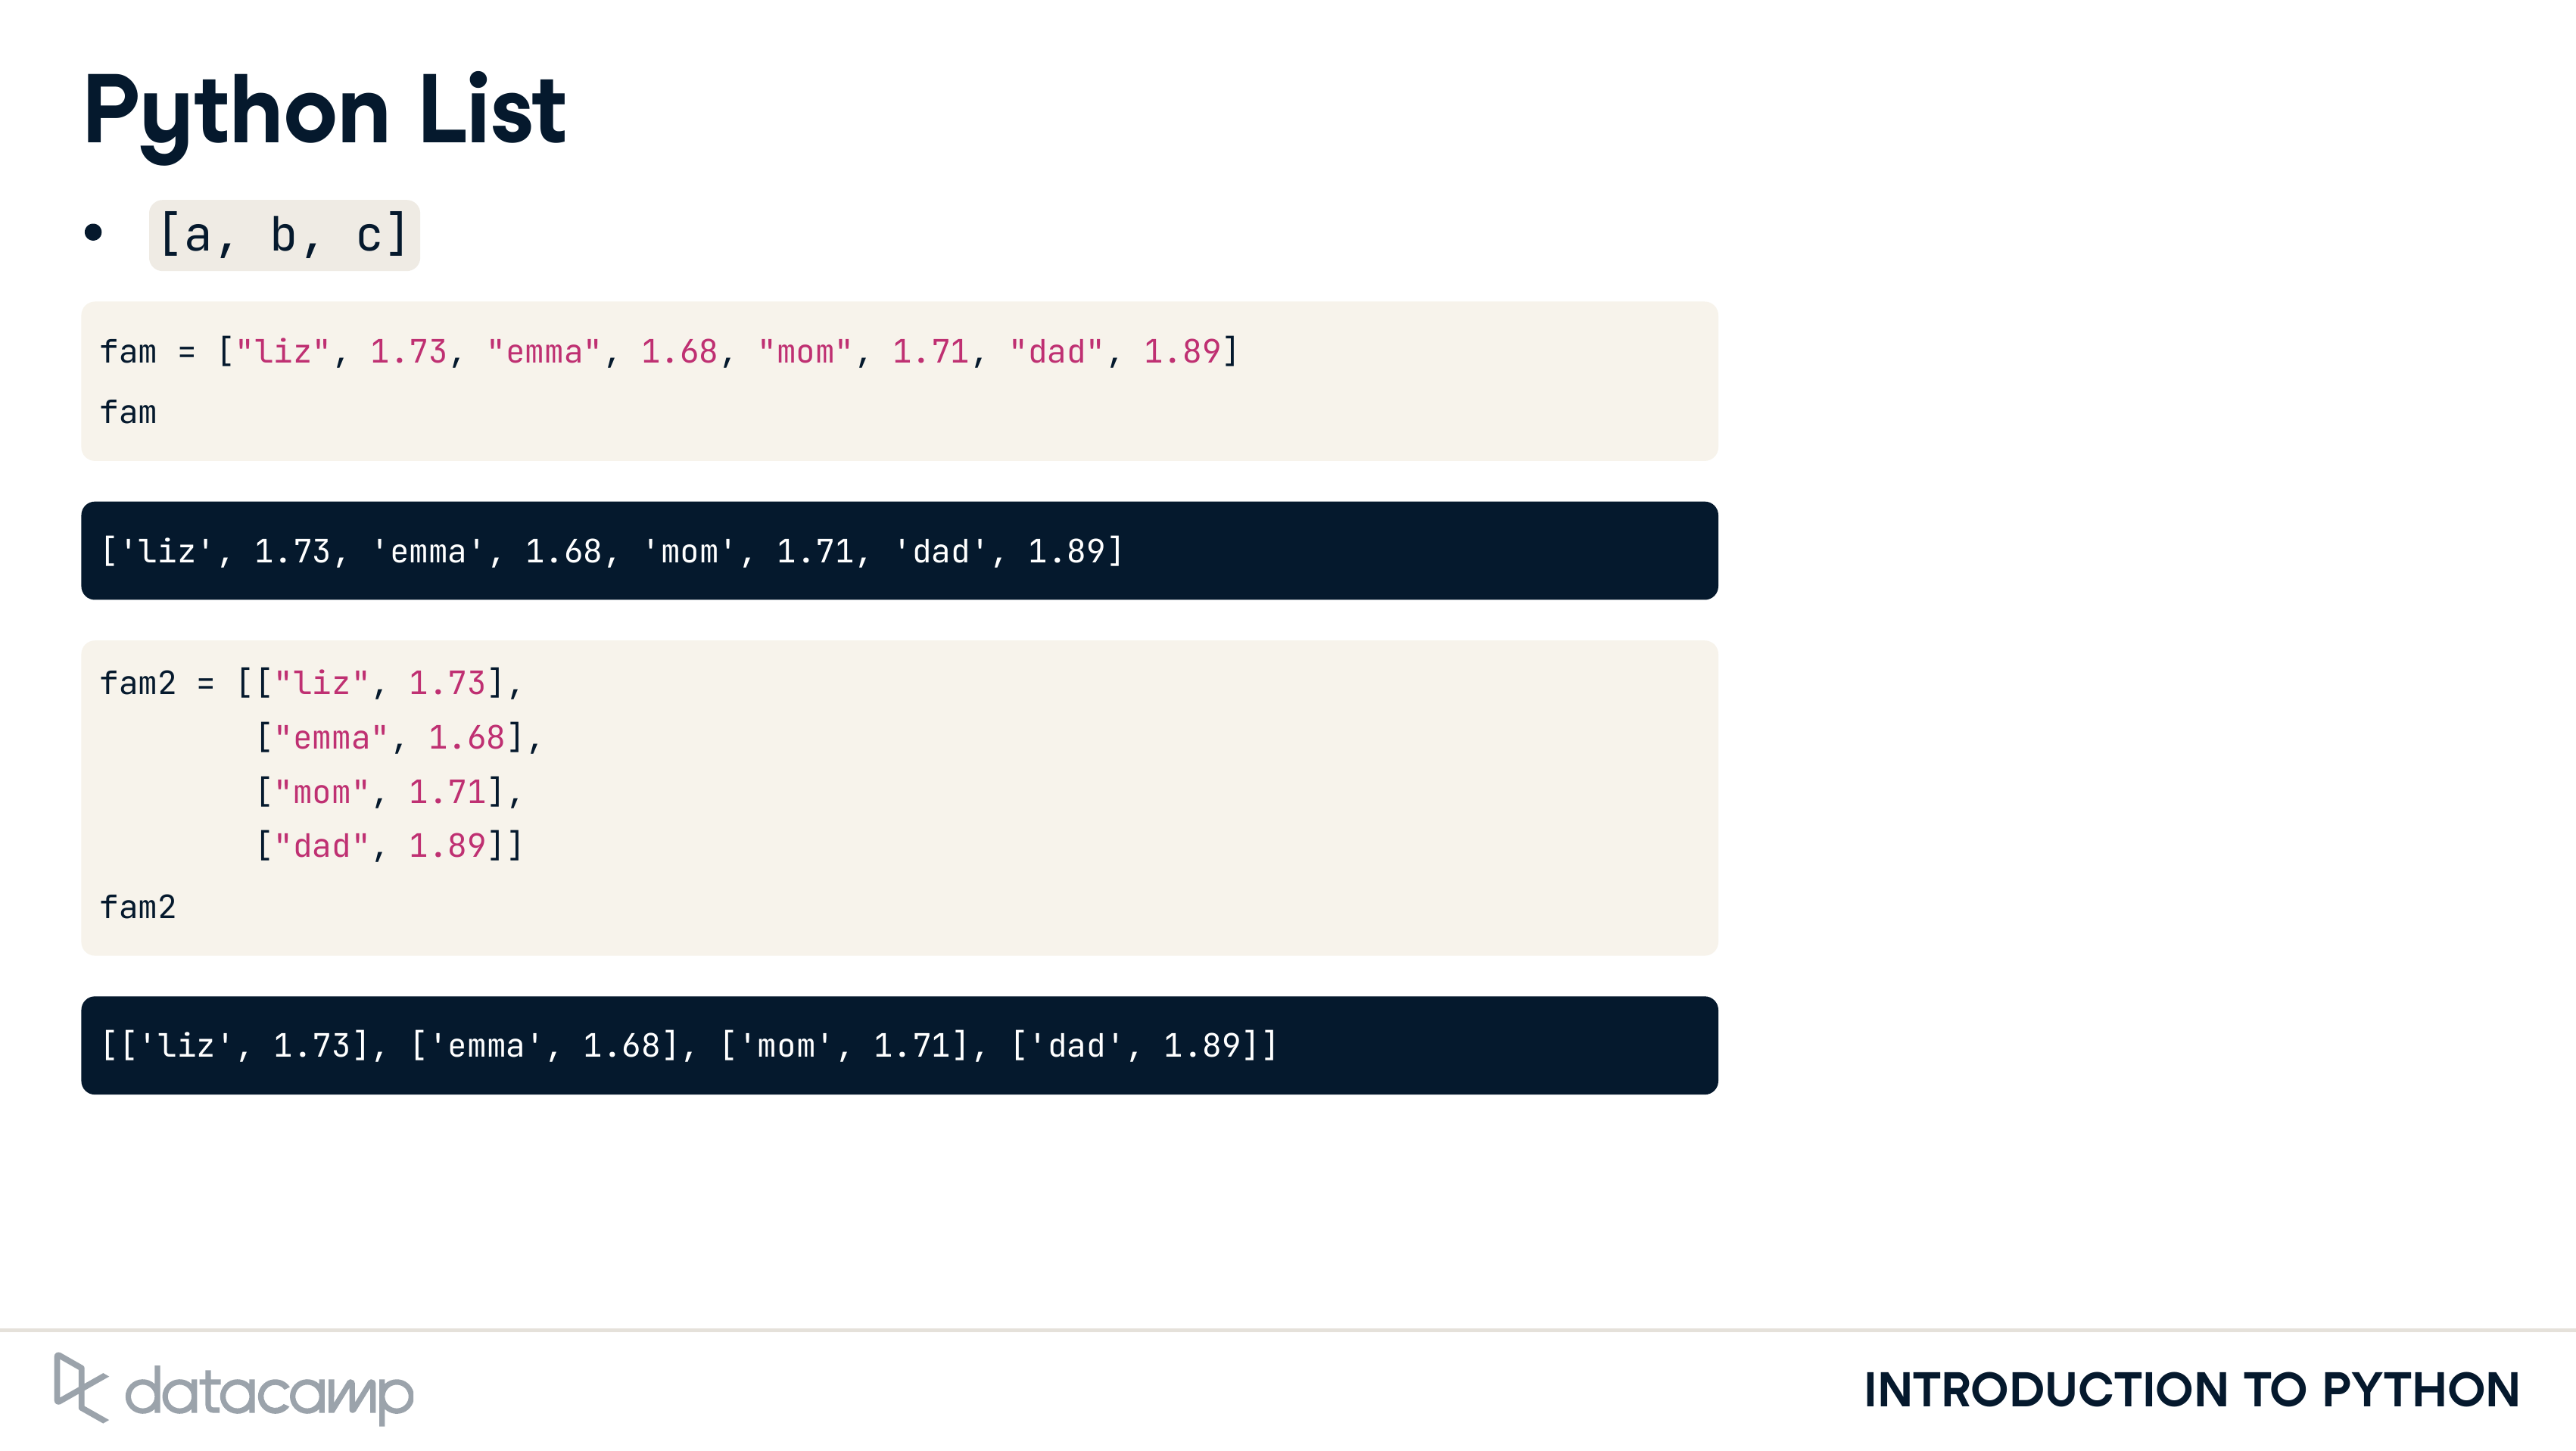 Python List
• [a, b, c]
fam = ["liz", 1.73, "emma", 1.68, "mom", 1.71, "dad", 1.89]
fam
['liz', 1.73, 'emma', 1.68, 'mom', 1.71, 'dad', 1.89]
fam2 = [["liz", 1.73],
        ["emma", 1.68],
        ["mom", 1.71],
        ["dad", 1.89]]
fam2
[['liz', 1.73], ['emma', 1.68], ['mom', 1.71], ['dad', 1.89]]
datacamp
INTRODUCTION TO PYTHON